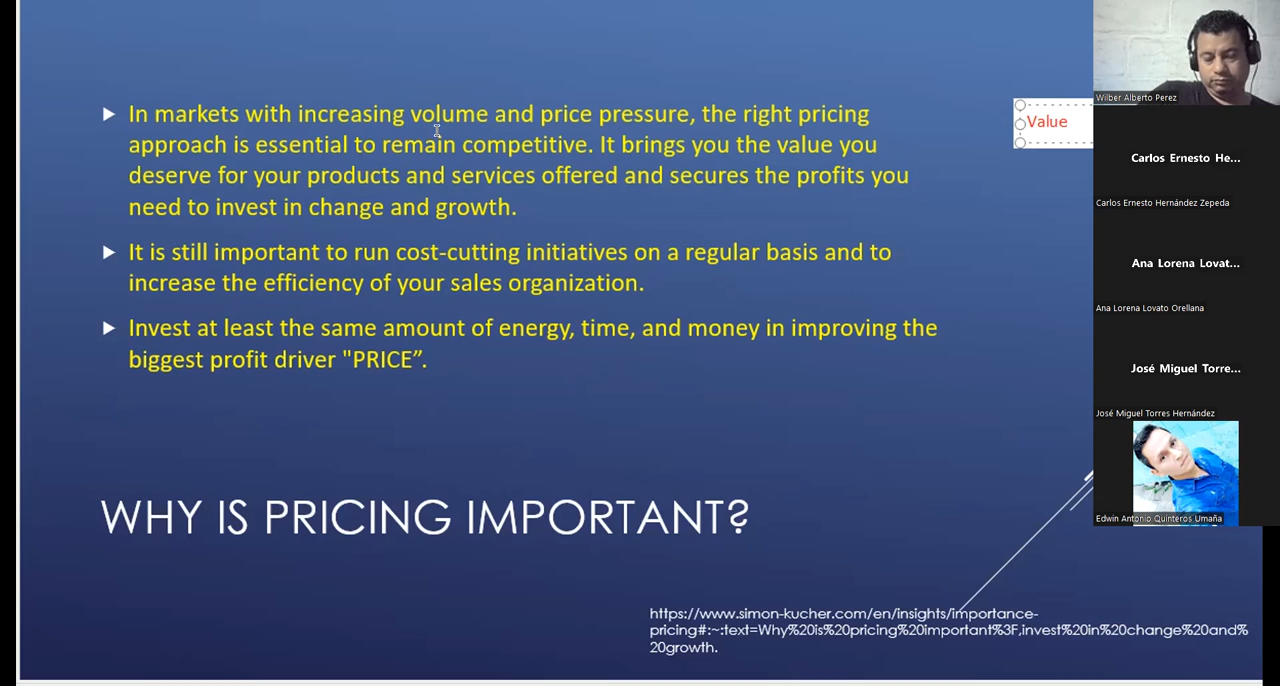 In markets with increasing volume and price pressure, the right pricing
approach is essential to remain competitive. It brings you the value you
deserve for your products and services offered and secures the profits you
need to invest in change and growth.
It is still important to run cost-cutting initiatives on a regular basis and to
increase the efficiency of your sales organization.
Invest at least the same amount of energy, time, and money in improving the
biggest profit driver "PRICE”.
WHY IS PRICING IMPORTANT?
https://www.simon-kucher.com/en/insights/importance-
pricing#:~:text=Why%20is%20pricing%20important%3F,invest%20in%20change%20and%
20growth.
Value
Wilber Alberto Perez
Carlos Ernesto He...
Carlos Ernesto Hernández Zepeda
Ana Lorena Lovat...
Ana Lorena Lovato Orellana
José Miguel Torre...
José Miguel Torres Hernández
Edwin Antonio Quinteros Umaña